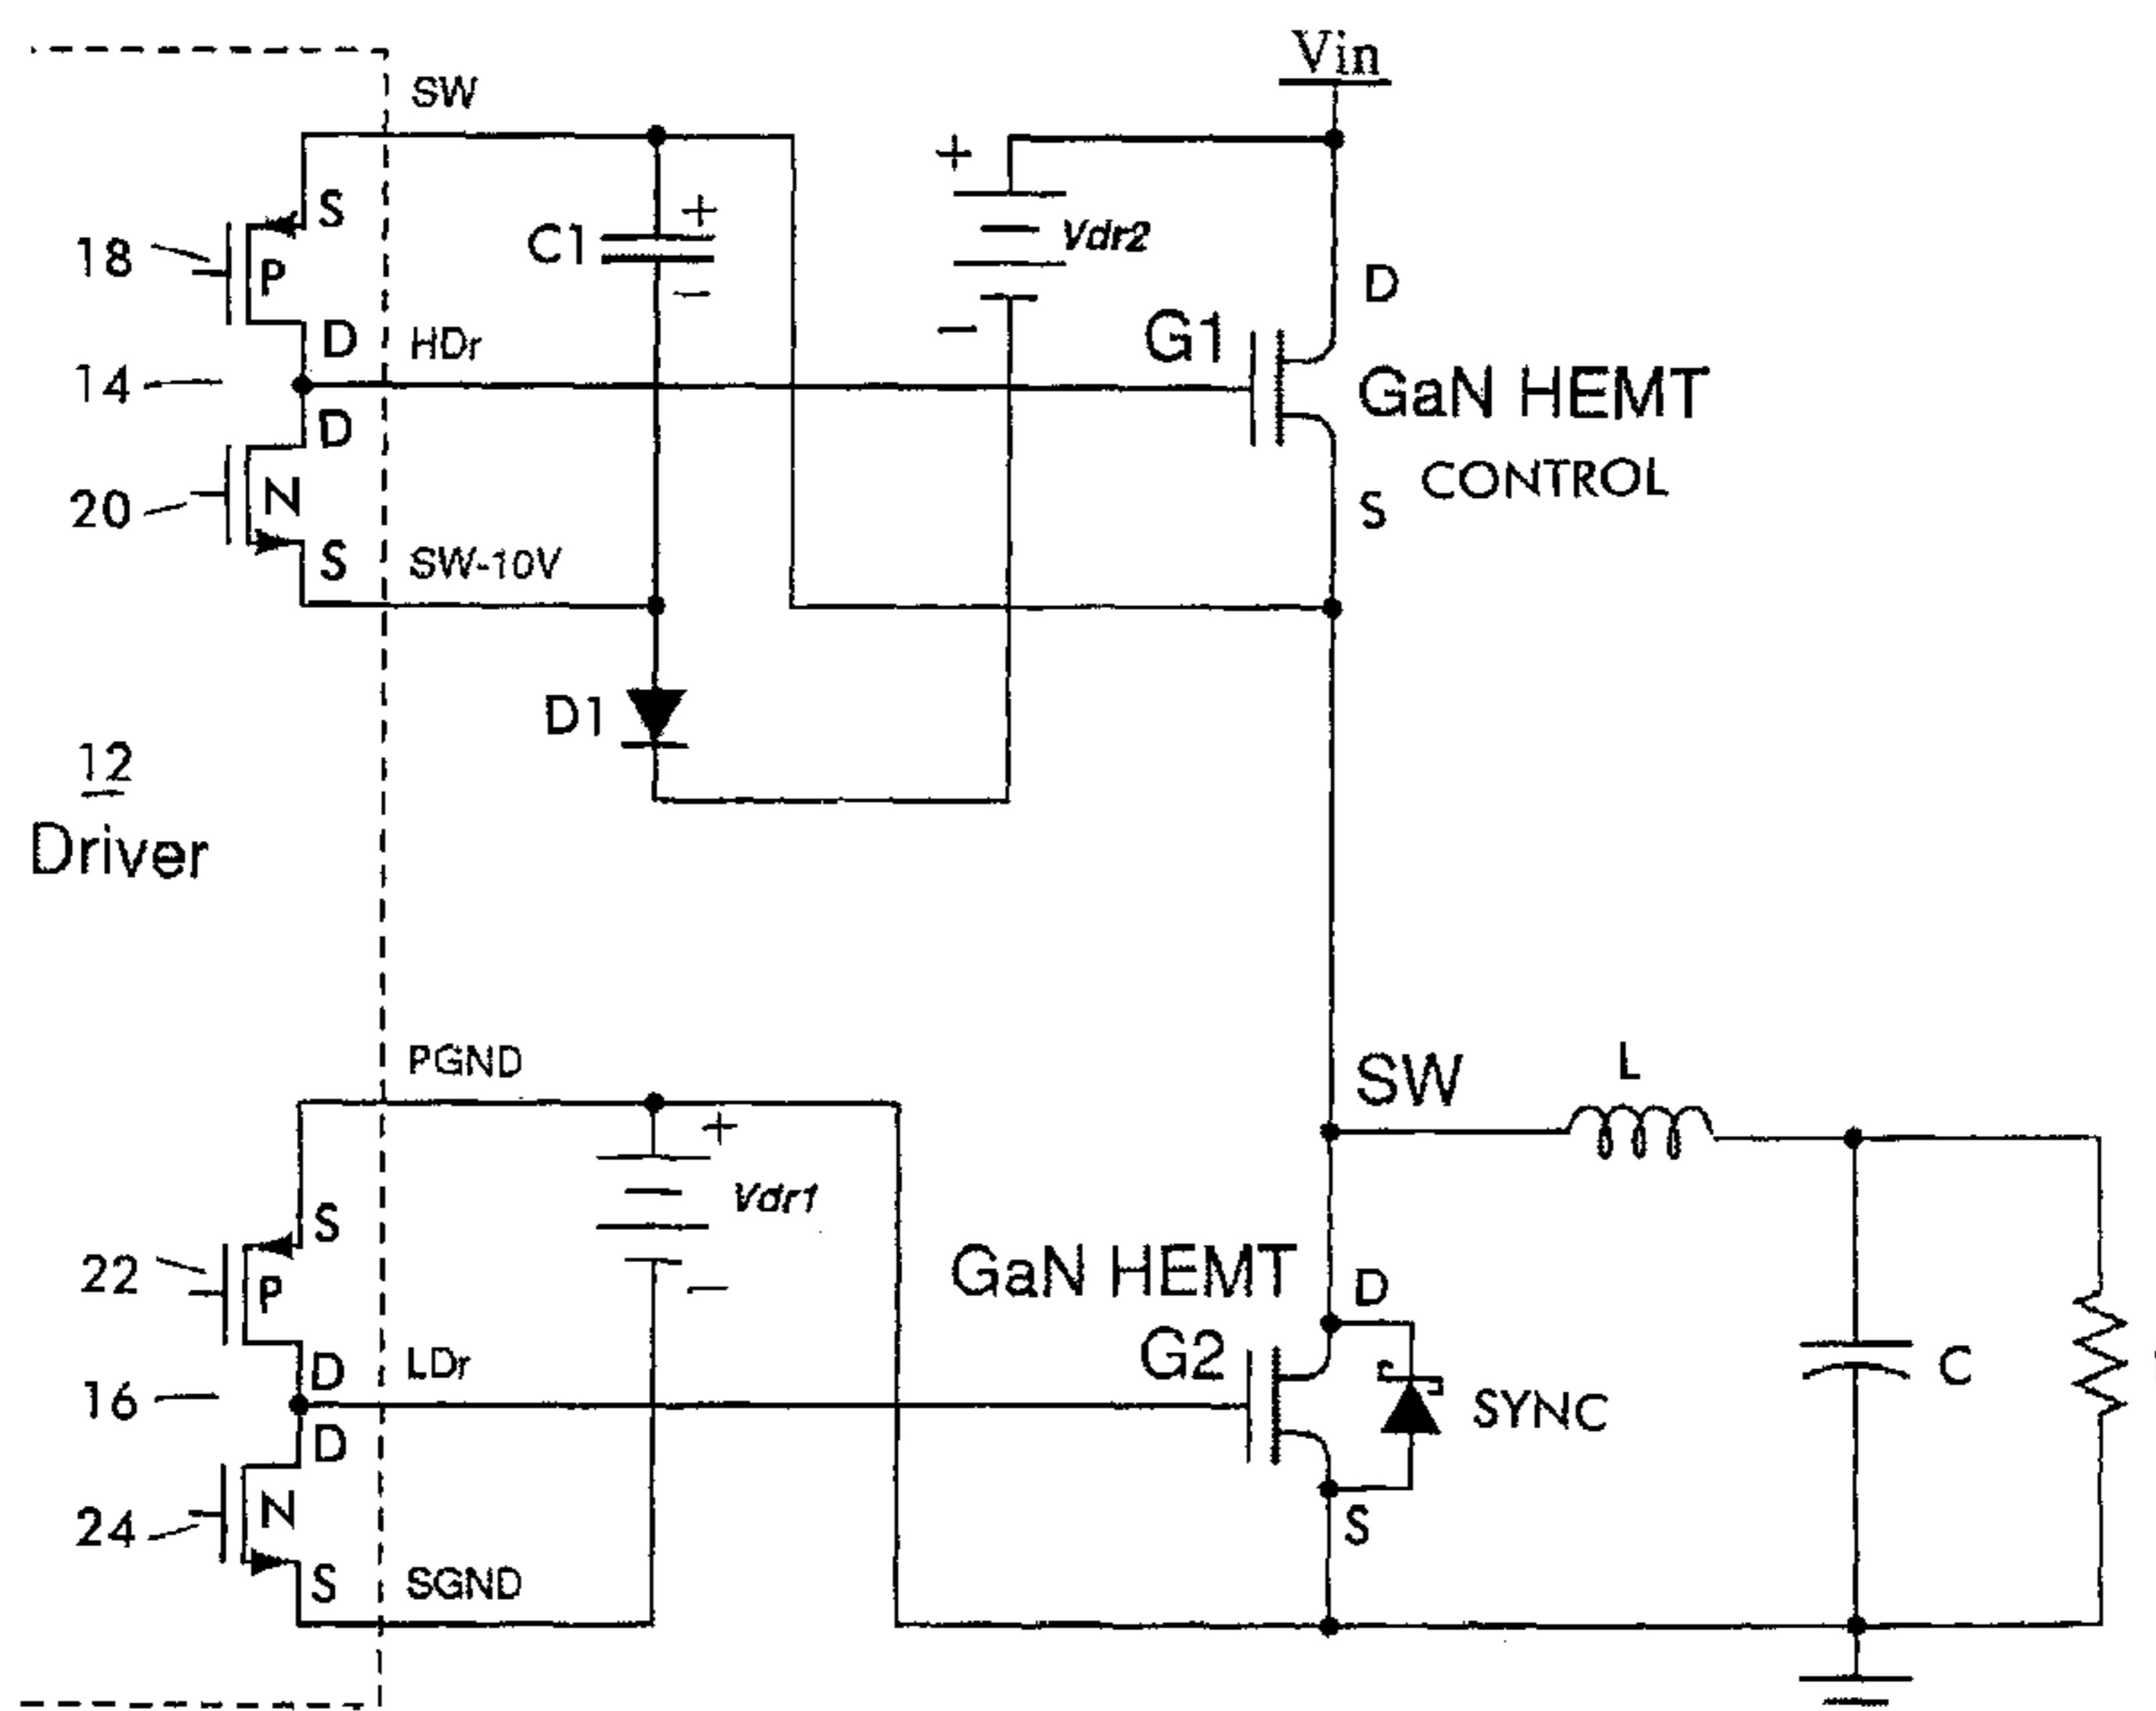 Vin
SW
+
S
18
P
C1
+
-
Vdr2
-
D
D
HDr
G1
GaN HEMT
14
D
CONTROL
N
20
S
SW-10V
S
D1
12
Driver
PGND
SW
L
+
Vdr1
S
22
P
-
GaN HEMT
D
D
LDr
G2
C
16
D
SYNC
N
24
S
SGND
S